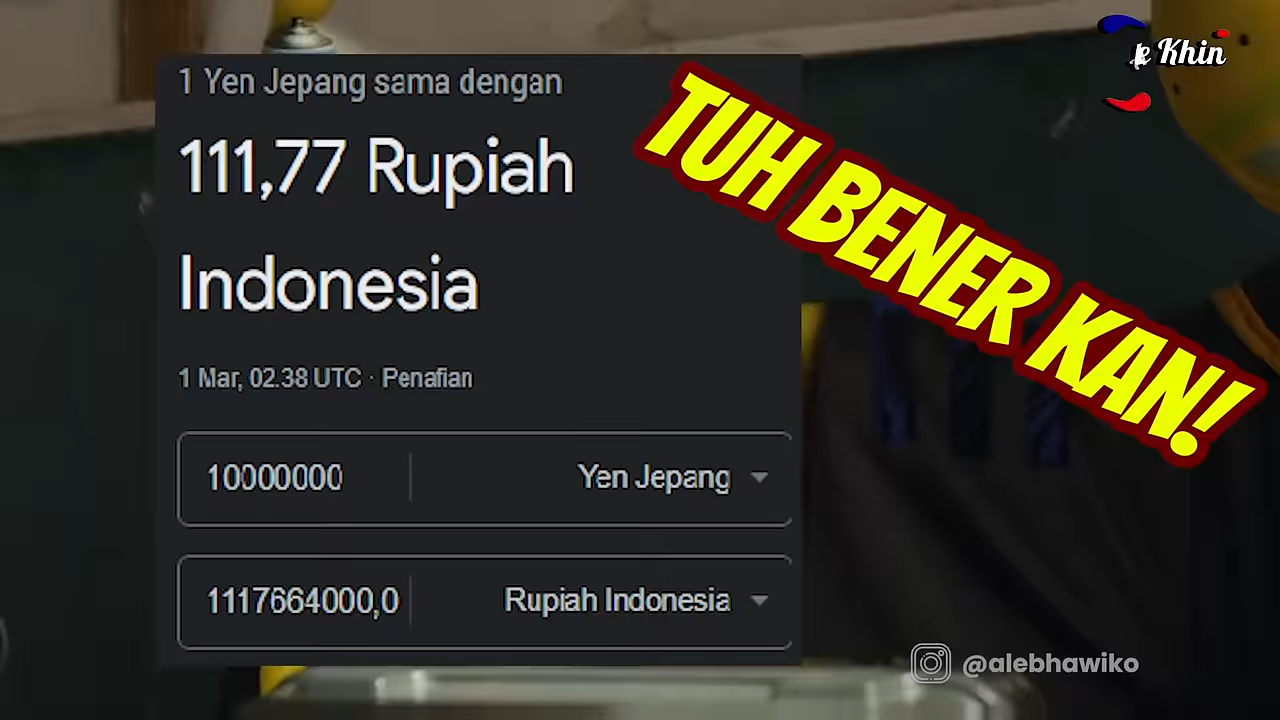 1 Yen Jepang sama dengan
111,77 Rupiah
Indonesia
1 Mar, 02.38 UTC · Penafian
10000000
Yen Jepang
1117664000,0
Rupiah Indonesia
TUH BENER KAN!
Khin
@alebhawiko